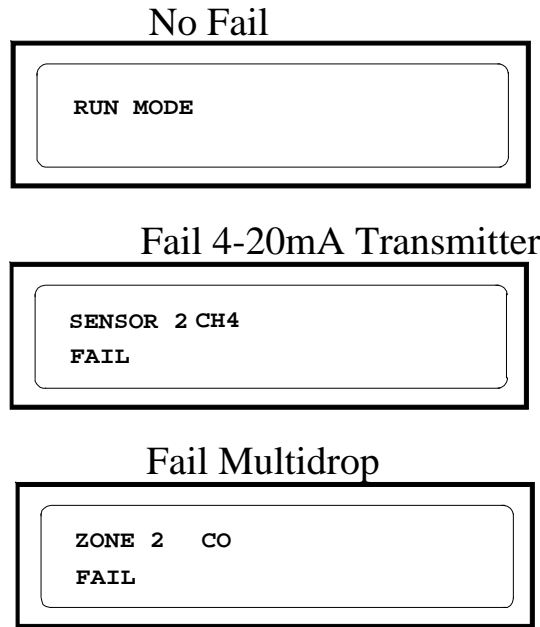 No Fail
RUN MODE
Fail 4-20mA Transmitter
SENSOR 2 CH4
FAIL
Fail Multidrop
ZONE 2 CO
FAIL